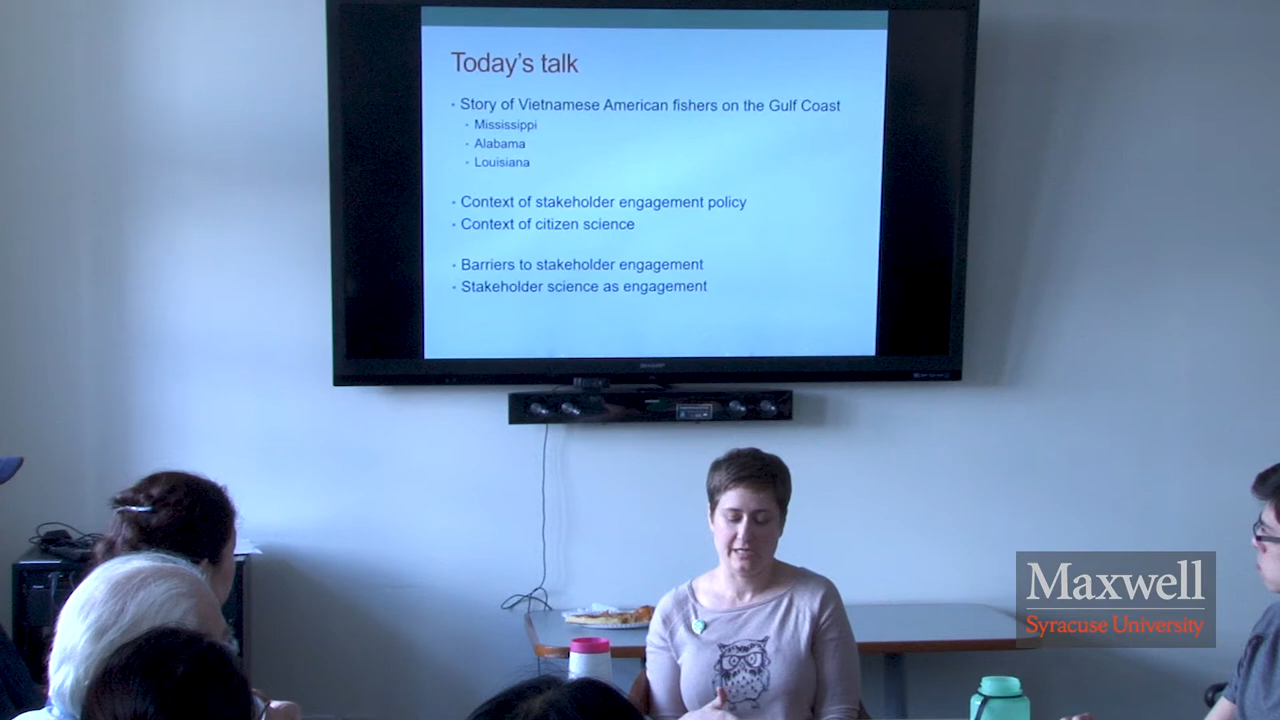 Today's talk
• Story of Vietnamese American fishers on the Gulf Coast
• Mississippi
• Alabama
• Louisiana
• Context of stakeholder engagement policy
• Context of citizen science
• Barriers to stakeholder engagement
• Stakeholder science as engagement
SHARP
Maxwell
Syracuse University